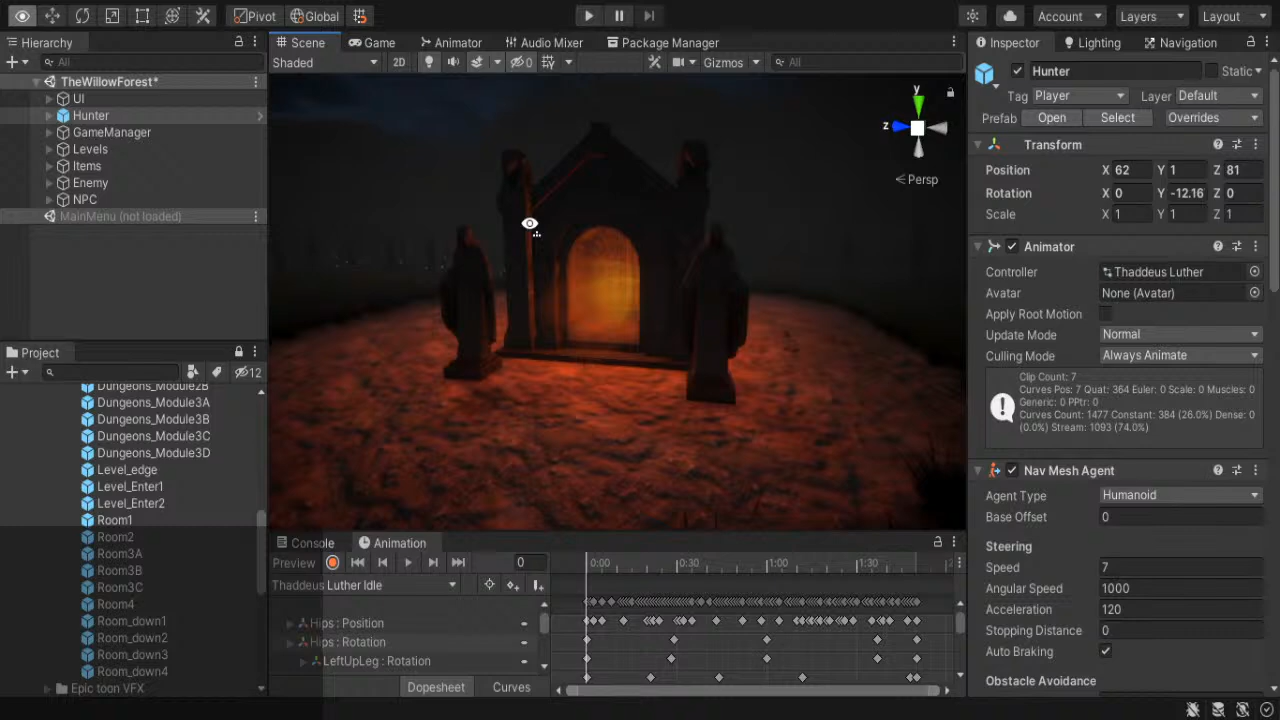 Pivot Global Account Layers Layout
Hierarchy
All
TheWillowForest*
UI
Hunter
GameManager
Levels
Items
Enemy
NPC
MainMenu (not loaded)
Project
12
Dungeons_Module2B
Dungeons_Module3A
Dungeons_Module3B
Dungeons_Module3C
Dungeons_Module3D
Level_edge
Level_Enter1
Level_Enter2
Room1
Room2
Room3A
Room3B
Room3C
Room4
Room_down1
Room_down2
Room_down3
Room_down4
Epic toon VFX
Scene Game Animator Audio Mixer Package Manager
Shaded 2D 0 Gizmos All
y
z
Persp
Console Animation
Preview 0 0:00 0:30 1:00 1:30 2
Thaddeus Luther Idle
Hips : Position
Hips : Rotation
LeftUpLeg : Rotation
Dopesheet Curves
Inspector Lighting Navigation
Hunter Static
Tag Player Layer Default
Prefab Open Select Overrides
Transform
Position X 62 Y 1 Z 81
Rotation X 0 Y -12.16 Z 0
Scale X 1 Y 1 Z 1
Animator
Controller Thaddeus Luther
Avatar None (Avatar)
Apply Root Motion
Update Mode Normal
Culling Mode Always Animate
Clip Count: 7
Curves Pos: 7 Quat: 364 Euler: 0 Scale: 0 Muscles: 0
Generic: 0 PPtr: 0
Curves Count: 1477 Constant: 384 (26.0%) Dense: 0
(0.0%) Stream: 1093 (74.0%)
Nav Mesh Agent
Agent Type Humanoid
Base Offset 0
Steering
Speed 7
Angular Speed 1000
Acceleration 120
Stopping Distance 0
Auto Braking
Obstacle Avoidance